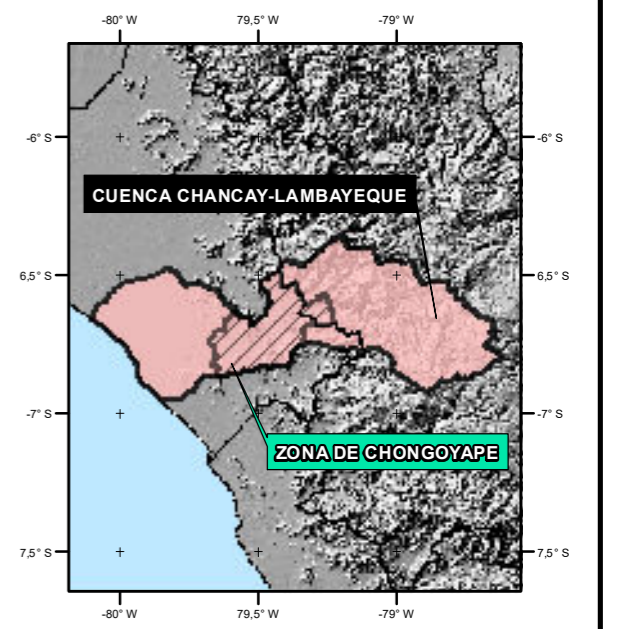 -80° W 79,5° W -79° W
-6° S -6° S
CUENCA CHANCAY-LAMBAYEQUE
6,5° S 6,5° S
-7° S -7° S
ZONA DE CHONGOYAPE
7,5° S 7,5° S
-80° W 79,5° W -79° W